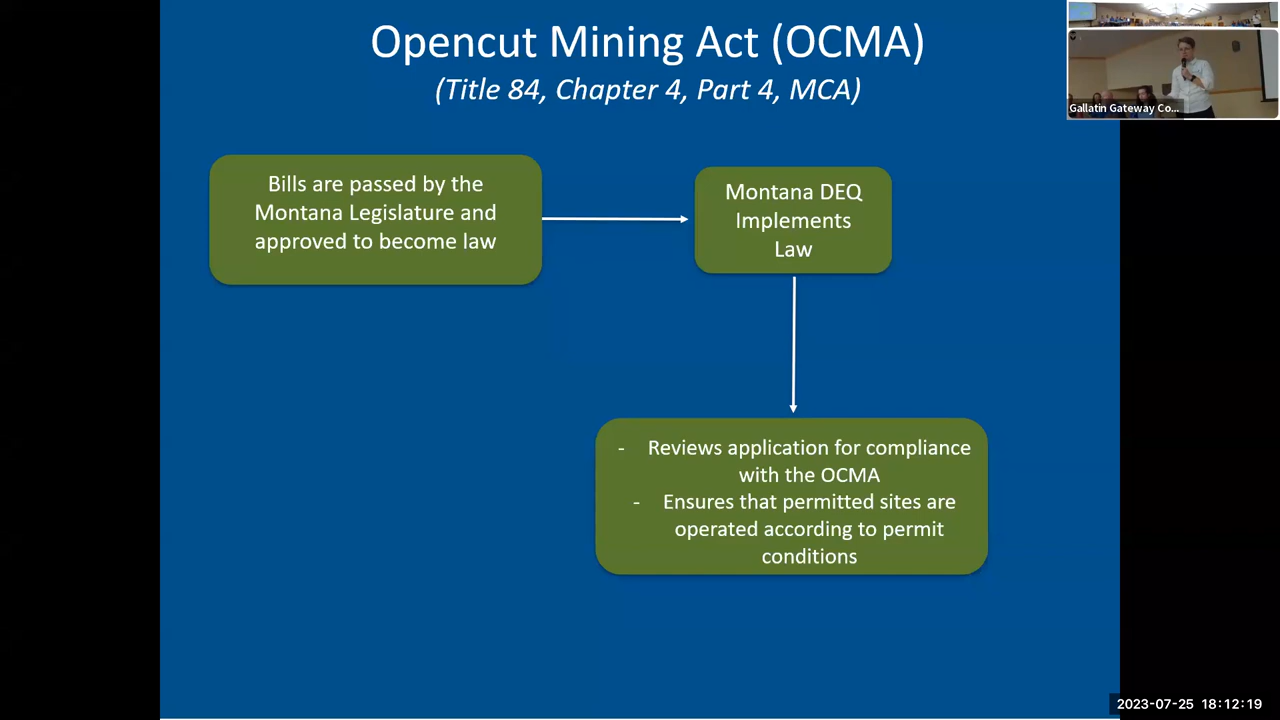 Opencut Mining Act (OCMA)
(Title 84, Chapter 4, Part 4, MCA)
Gallatin Gateway Co...
Bills are passed by the
Montana Legislature and
approved to become law
Montana DEQ
Implements
Law
- Reviews application for compliance
with the OCMA
- Ensures that permitted sites are
operated according to permit
conditions
2023-07-25 18:12:19